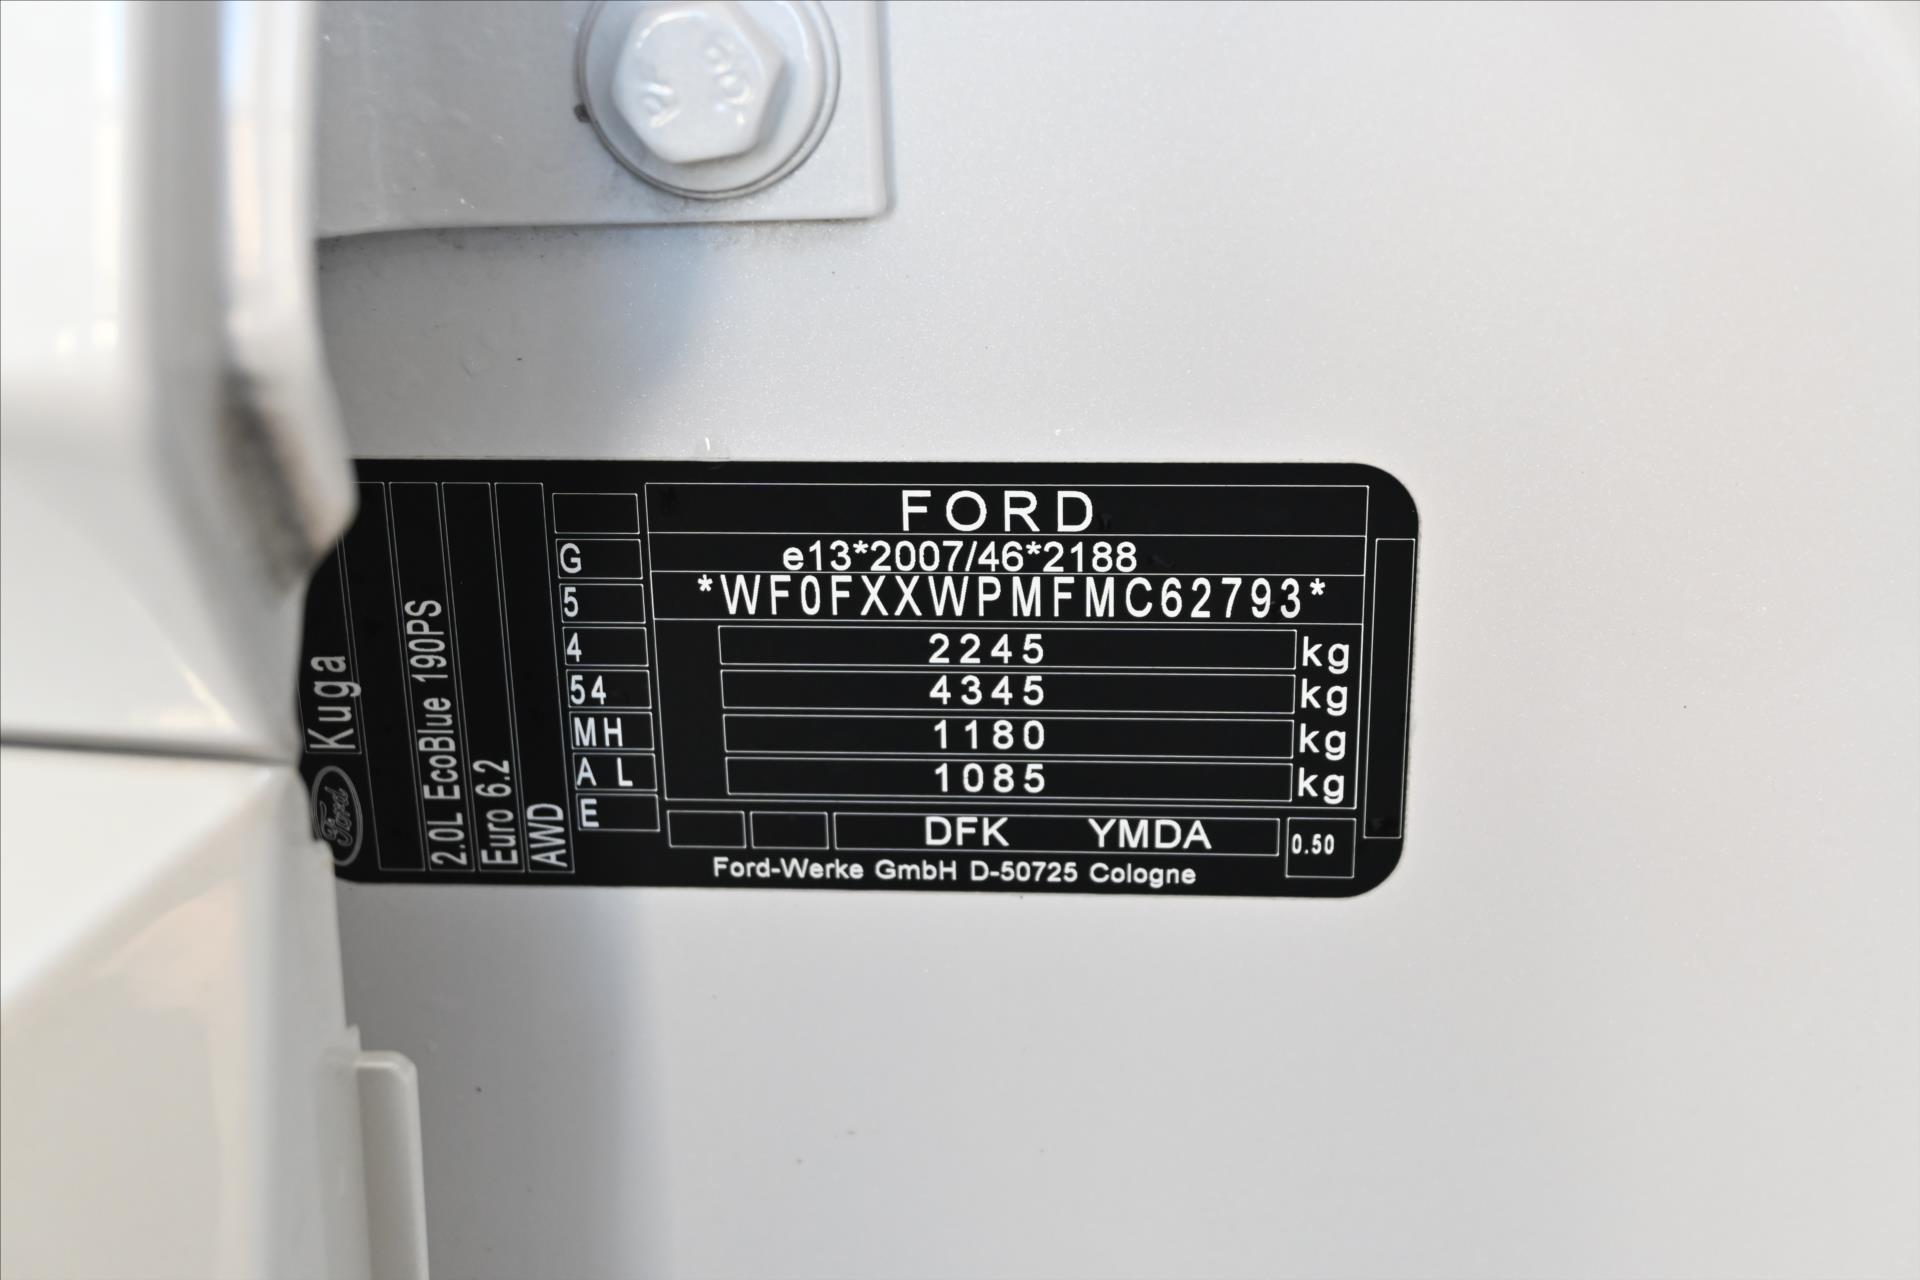 FORD
e13*2007/46*2188
*WF0FXXWPMFMC62793*
2245 kg
4345 kg
1180 kg
1085 kg
DFK YMDA
0.50
Ford-Werke GmbH D-50725 Cologne
G
5
4
54
MH
A L
E
Ford Kuga
2.0L EcoBlue 190PS
Euro 6.2
AWD